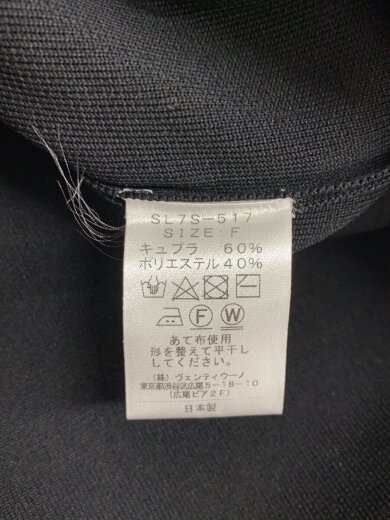 SL7S-517
SIZE:F
キュプラ 60%
ポリエステル 40%
F W
あて布使用
形を整えて平干し
してください。
(株)ヴェンティウーノ
東京都渋谷区広尾5-18-10
(広尾ピア2F)
日本製